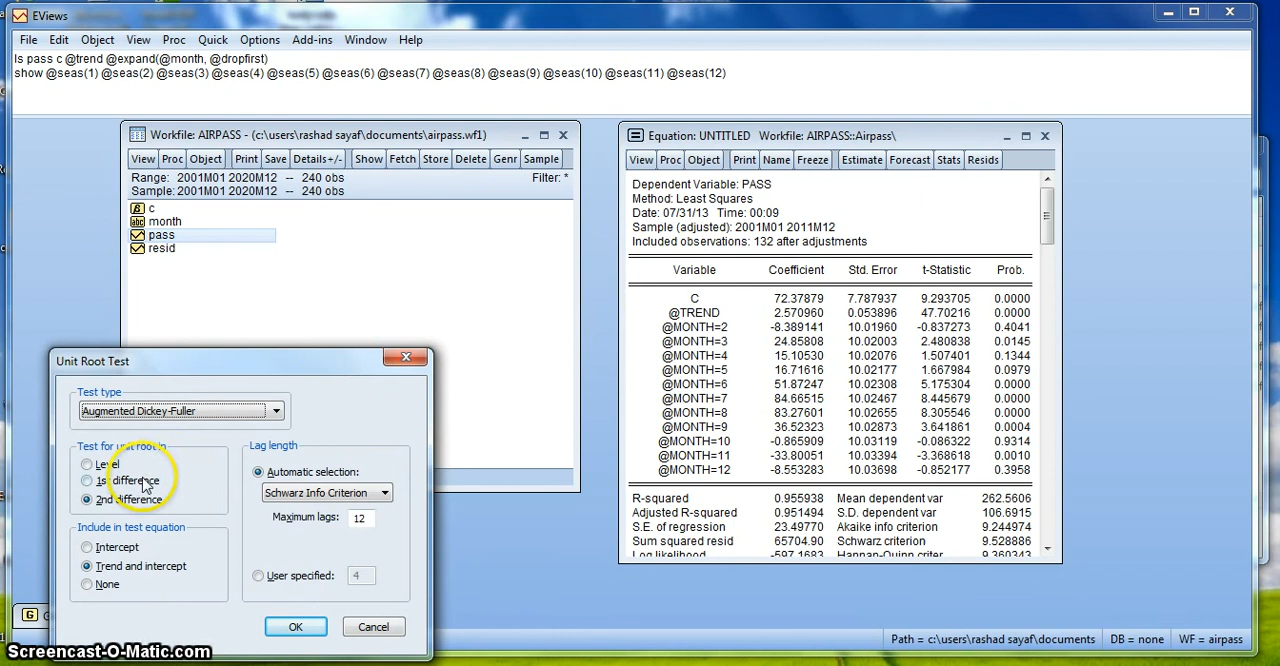 EViews
File Edit Object View Proc Quick Options Add-ins Window Help
ls pass c @trend @expand(@month, @dropfirst)
show @seas(1) @seas(2) @seas(3) @seas(4) @seas(5) @seas(6) @seas(7) @seas(8) @seas(9) @seas(10) @seas(11) @seas(12)
Workfile: AIRPASS - (c:\users\rashad sayaf\documents\airpass.wf1)
View Proc Object Print Save Details+/- Show Fetch Store Delete Genr Sample
Range: 2001M01 2020M12 -- 240 obs Filter: *
Sample: 2001M01 2020M12 -- 240 obs
c
month
pass
resid
Equation: UNTITLED Workfile: AIRPASS::Airpass\
View Proc Object Print Name Freeze Estimate Forecast Stats Resids
Dependent Variable: PASS
Method: Least Squares
Date: 07/31/13 Time: 00:09
Sample (adjusted): 2001M01 2011M12
Included observations: 132 after adjustments
Variable Coefficient Std. Error t-Statistic Prob.
C 72.37879 7.787937 9.293705 0.0000
@TREND 2.570960 0.053896 47.70216 0.0000
@MONTH=2 -8.389141 10.01960 -0.837273 0.4041
@MONTH=3 24.85808 10.02003 2.480838 0.0145
@MONTH=4 15.10530 10.02076 1.507401 0.1344
@MONTH=5 16.71616 10.02177 1.667984 0.0979
@MONTH=6 51.87247 10.02308 5.175304 0.0000
@MONTH=7 84.66515 10.02467 8.445679 0.0000
@MONTH=8 83.27601 10.02655 8.305546 0.0000
@MONTH=9 36.52323 10.02873 3.641861 0.0004
@MONTH=10 -0.865909 10.03119 -0.086322 0.9314
@MONTH=11 -33.80051 10.03394 -3.368618 0.0010
@MONTH=12 -8.553283 10.03698 -0.852177 0.3958
R-squared 0.955938 Mean dependent var 262.5606
Adjusted R-squared 0.951494 S.D. dependent var 106.6915
S.E. of regression 23.49770 Akaike info criterion 9.244974
Sum squared resid 65704.90 Schwarz criterion 9.528886
Log likelihood -597.1683 Hannan-Quinn criter. 9.360343
Unit Root Test
Test type
Augmented Dickey-Fuller
Test for unit root in
Level
1st difference
2nd difference
Include in test equation
Intercept
Trend and intercept
None
Lag length
Automatic selection:
Schwarz Info Criterion
Maximum lags: 12
User specified: 4
OK Cancel
Path = c:\users\rashad sayaf\documents DB = none WF = airpass
Screencast-O-Matic.com